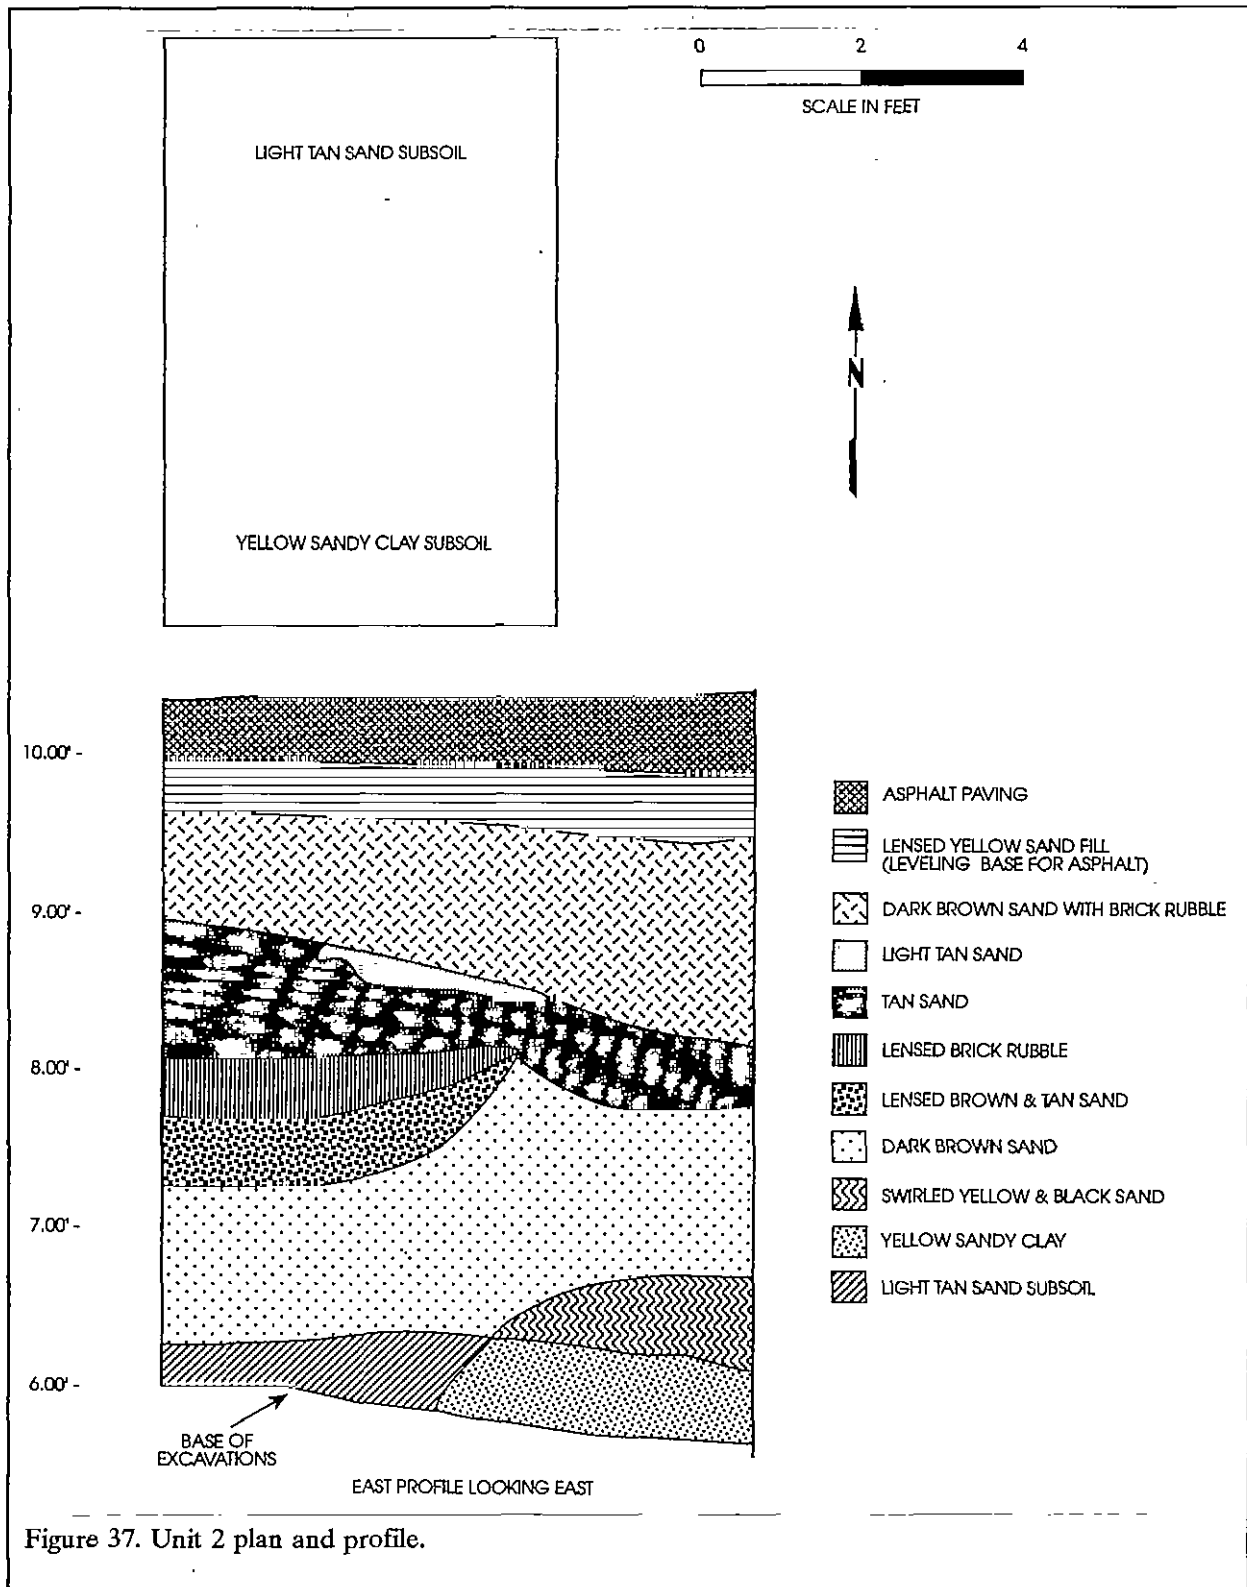 0 2 4
SCALE IN FEET
LIGHT TAN SAND SUBSOIL
N
YELLOW SANDY CLAY SUBSOIL
10.00' -
9.00' -
8.00' -
7.00' -
6.00' -
ASPHALT PAVING
LENSED YELLOW SAND FILL
(LEVELING BASE FOR ASPHALT)
DARK BROWN SAND WITH BRICK RUBBLE
LIGHT TAN SAND
TAN SAND
LENSED BRICK RUBBLE
LENSED BROWN & TAN SAND
DARK BROWN SAND
SWIRLED YELLOW & BLACK SAND
YELLOW SANDY CLAY
LIGHT TAN SAND SUBSOIL
BASE OF
EXCAVATIONS
EAST PROFILE LOOKING EAST
Figure 37. Unit 2 plan and profile.